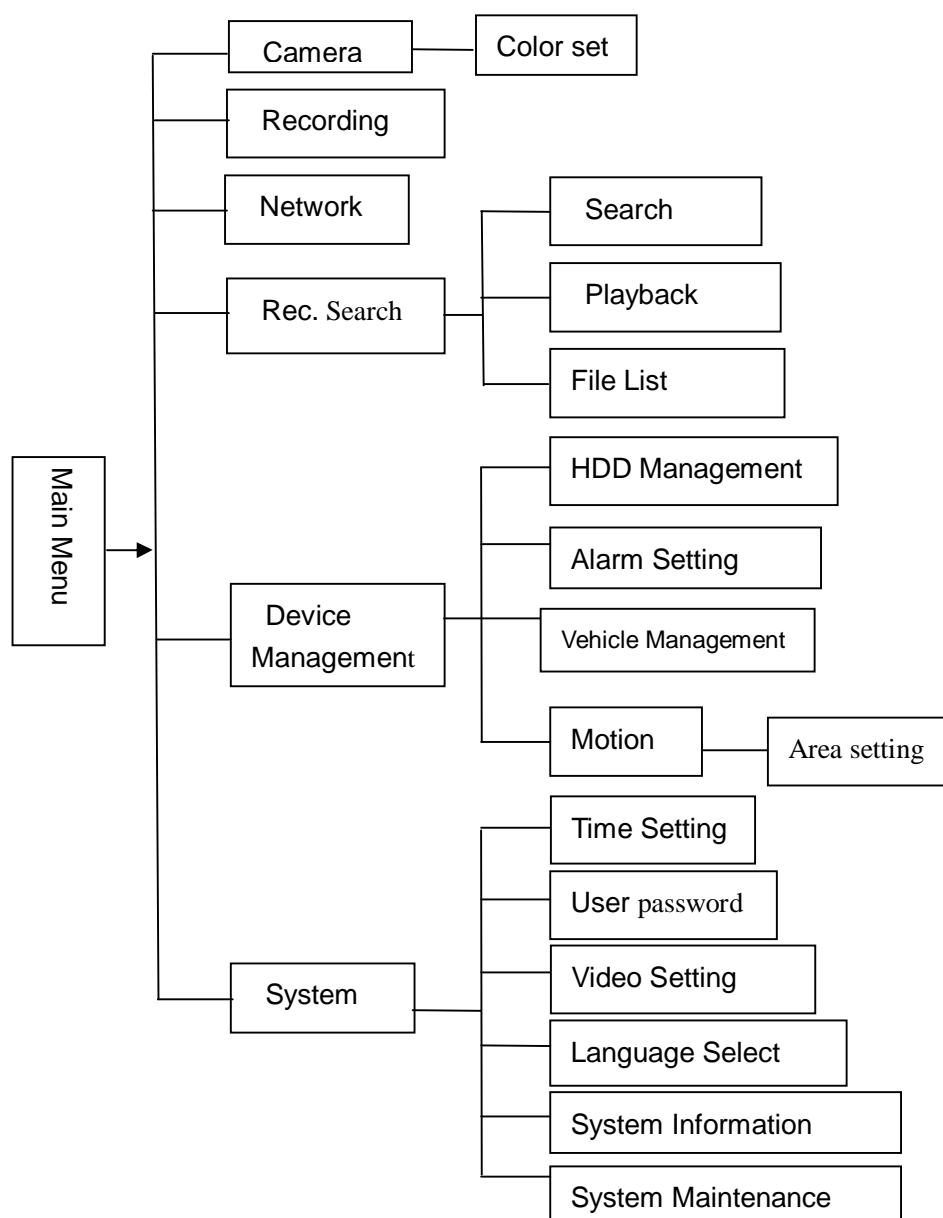 Main Menu
Camera
Color set
Recording
Network
Rec. Search
Search
Playback
File List
Device
Management
HDD Management
Alarm Setting
Vehicle Management
Motion
Area setting
System
Time Setting
User password
Video Setting
Language Select
System Information
System Maintenance